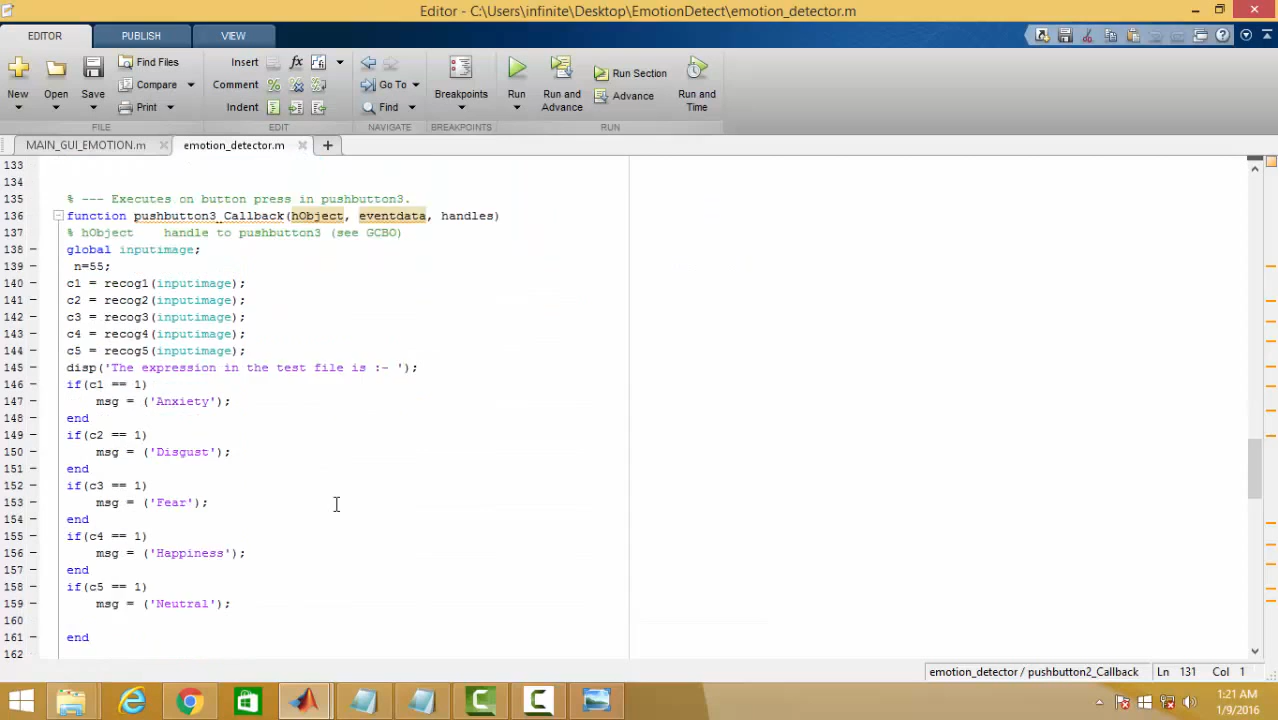 Editor - C:\Users\infinite\Desktop\EmotionDetect\emotion_detector.m
EDITOR PUBLISH VIEW
New Open Save Find Files Compare Print
Insert Comment Indent
Go To Find
Breakpoints
Run Run and Advance Run Section Advance Run and Time
FILE EDIT NAVIGATE BREAKPOINTS RUN
MAIN_GUI_EMOTION.m emotion_detector.m
133
134
135 % --- Executes on button press in pushbutton3.
136 function pushbutton3_Callback(hObject, eventdata, handles)
137 % hObject    handle to pushbutton3 (see GCBO)
138 global inputimage;
139 n=55;
140 c1 = recog1(inputimage);
141 c2 = recog2(inputimage);
142 c3 = recog3(inputimage);
143 c4 = recog4(inputimage);
144 c5 = recog5(inputimage);
145 disp('The expression in the test file is :- ');
146 if(c1 == 1)
147     msg = ('Anxiety');
148 end
149 if(c2 == 1)
150     msg = ('Disgust');
151 end
152 if(c3 == 1)
153     msg = ('Fear');
154 end
155 if(c4 == 1)
156     msg = ('Happiness');
157 end
158 if(c5 == 1)
159     msg = ('Neutral');
160
161 end
162
emotion_detector / pushbutton2_Callback Ln 131 Col 1
1:21 AM
1/9/2016